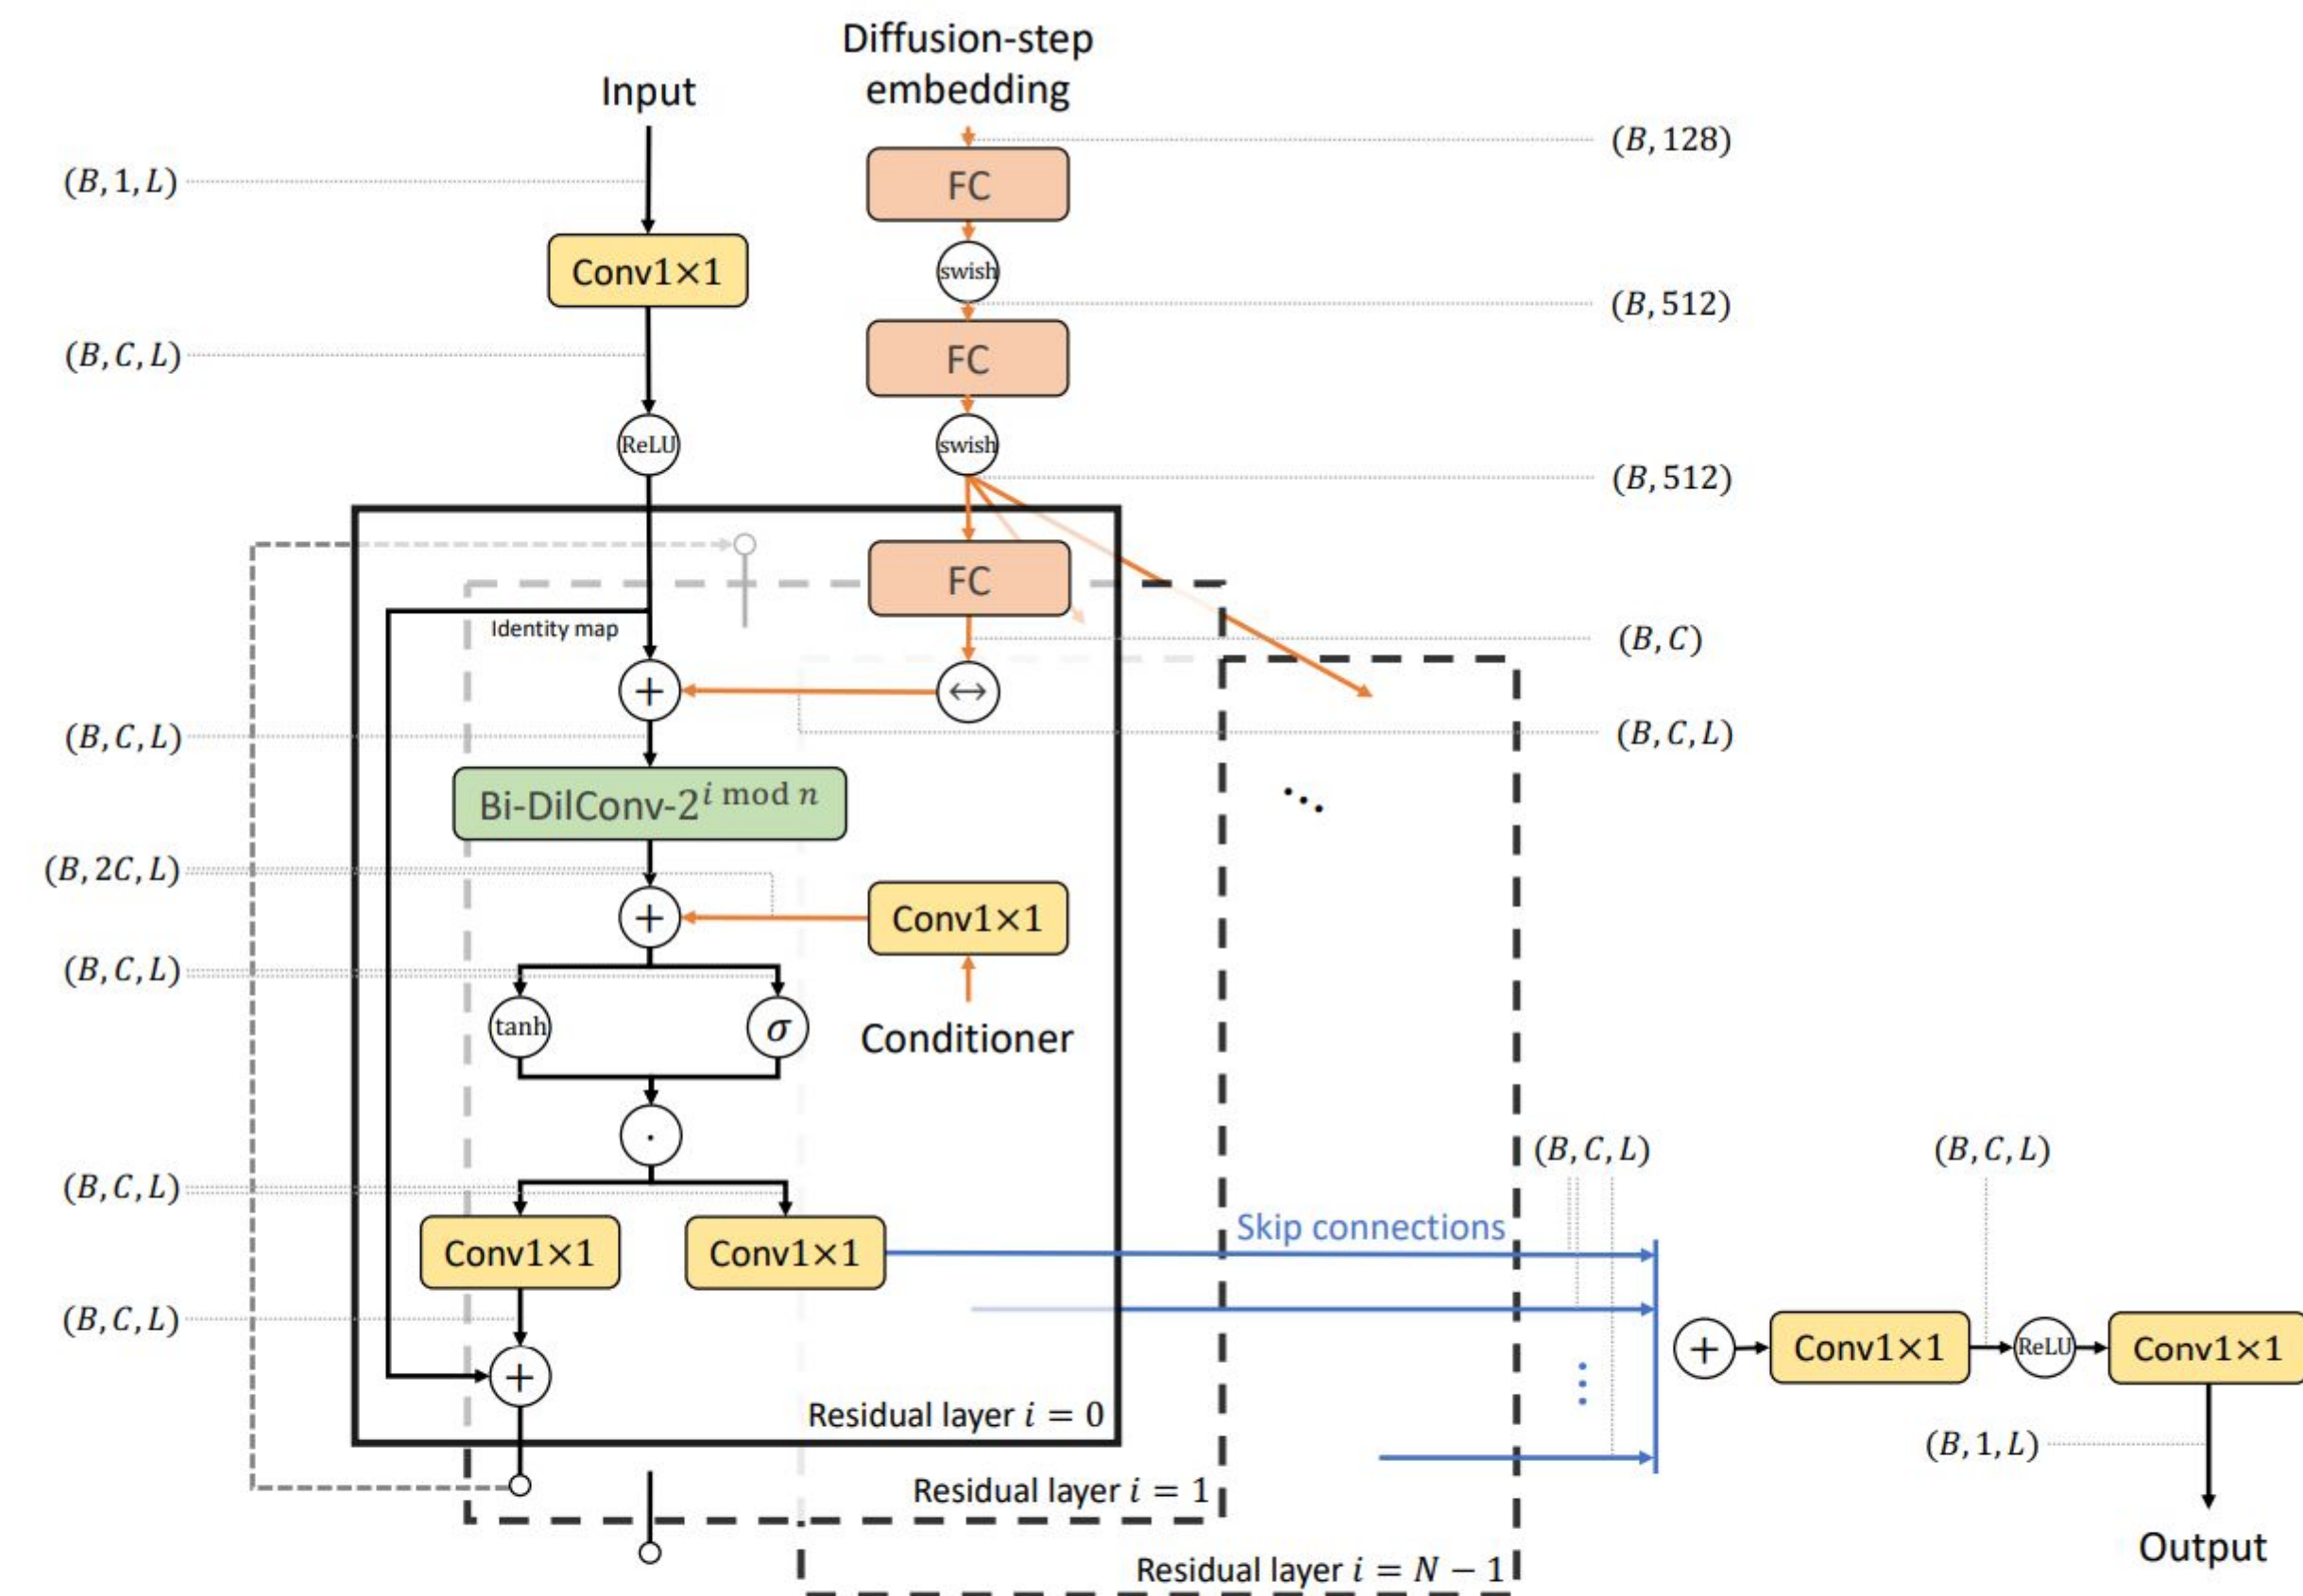 Diffusion-step
embedding
Input
(B, 128)
(B, 1, L)
FC
Conv1×1
swish
(B, 512)
(B, C, L)
FC
ReLU
swish
(B, 512)
FC
Identity map
(B, C)
+
↔
(B, C, L)
(B, C, L)
Bi-DilConv-2^{i mod n}
(B, 2C, L)
+
Conv1×1
(B, C, L)
tanh
σ
Conditioner
·
(B, C, L)
(B, C, L)
(B, C, L)
Skip connections
Conv1×1
Conv1×1
(B, C, L)
+
+
Conv1×1
ReLU
Conv1×1
Residual layer i = 0
(B, 1, L)
Residual layer i = 1
Output
Residual layer i = N − 1